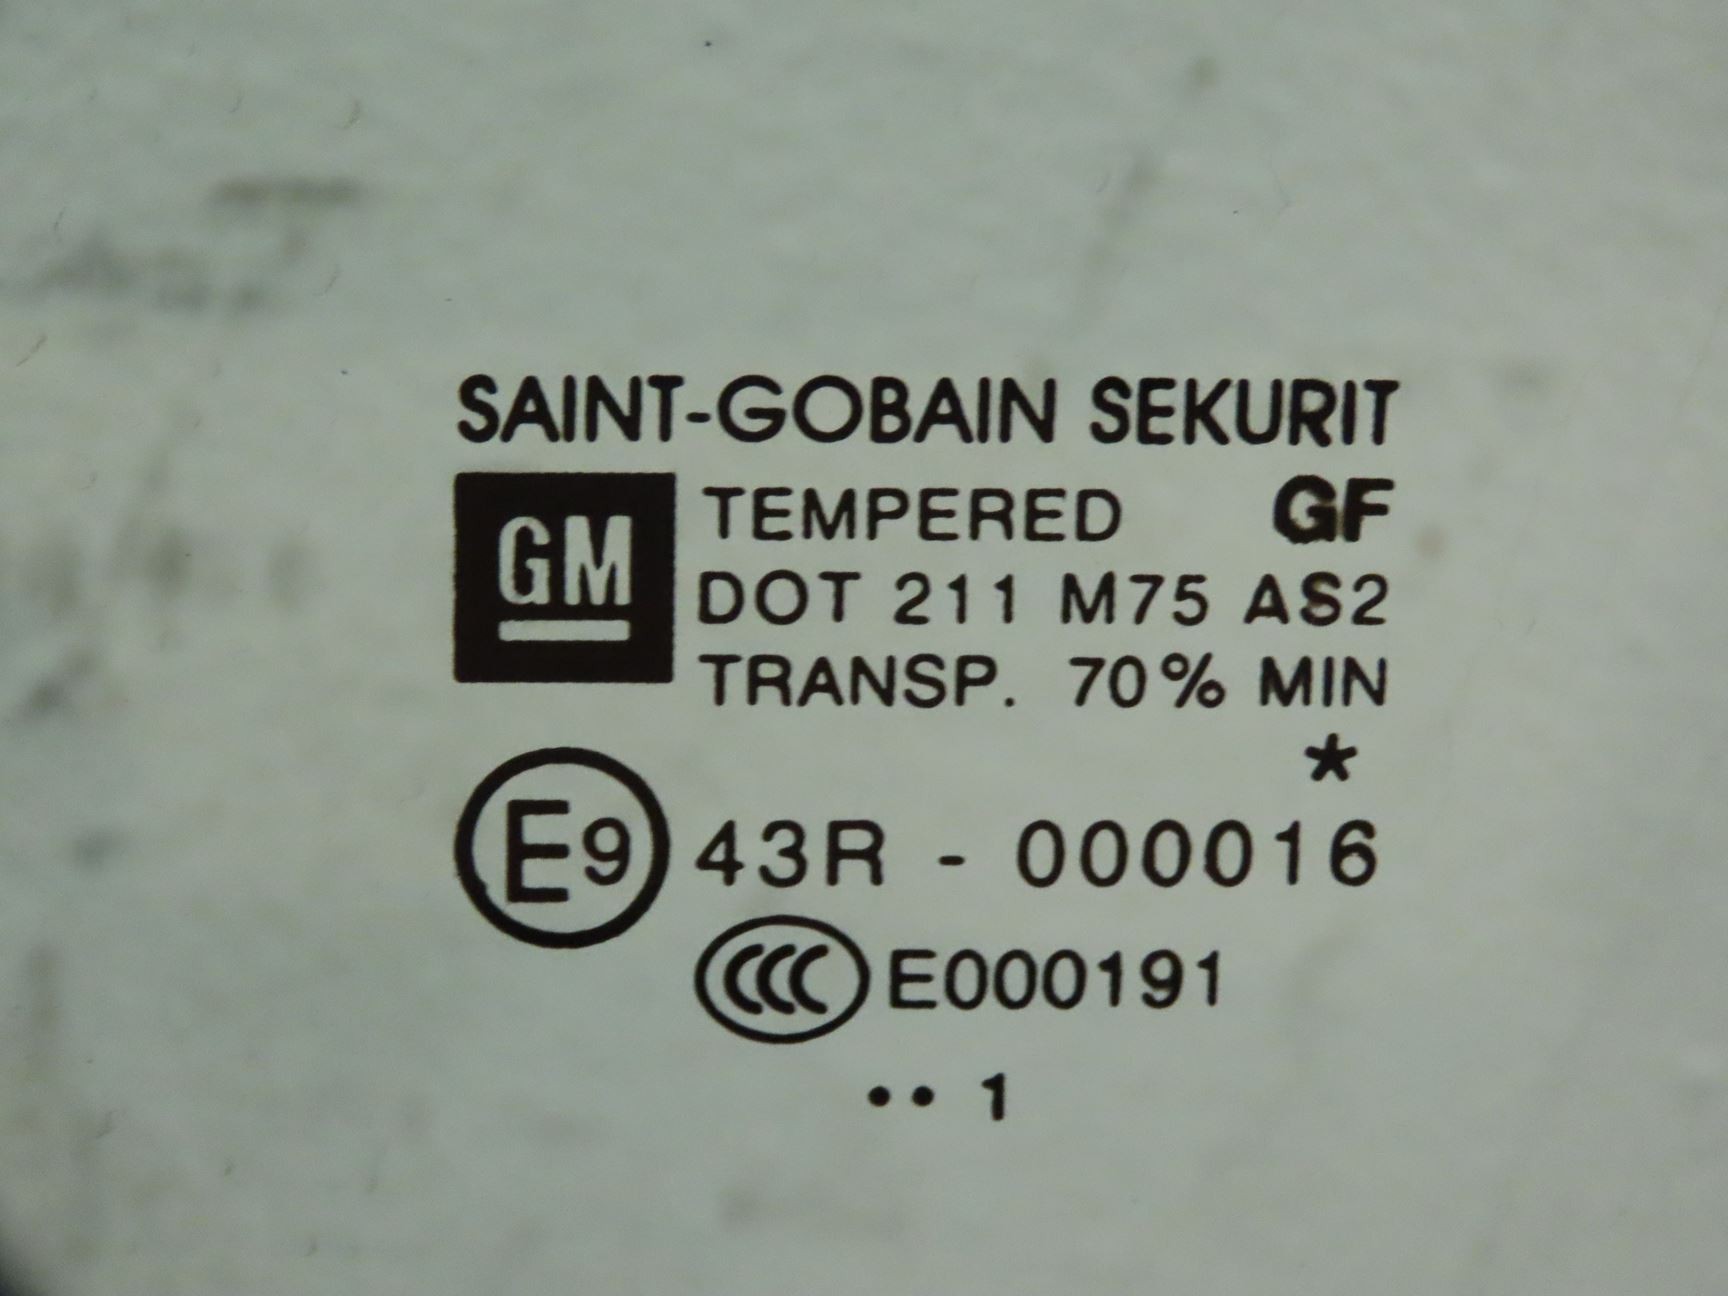 SAINT-GOBAIN SEKURIT
GM
TEMPERED GF
DOT 211 M75 AS2
TRANSP. 70% MIN
*
E9 43R - 000016
CCC E000191
•• 1